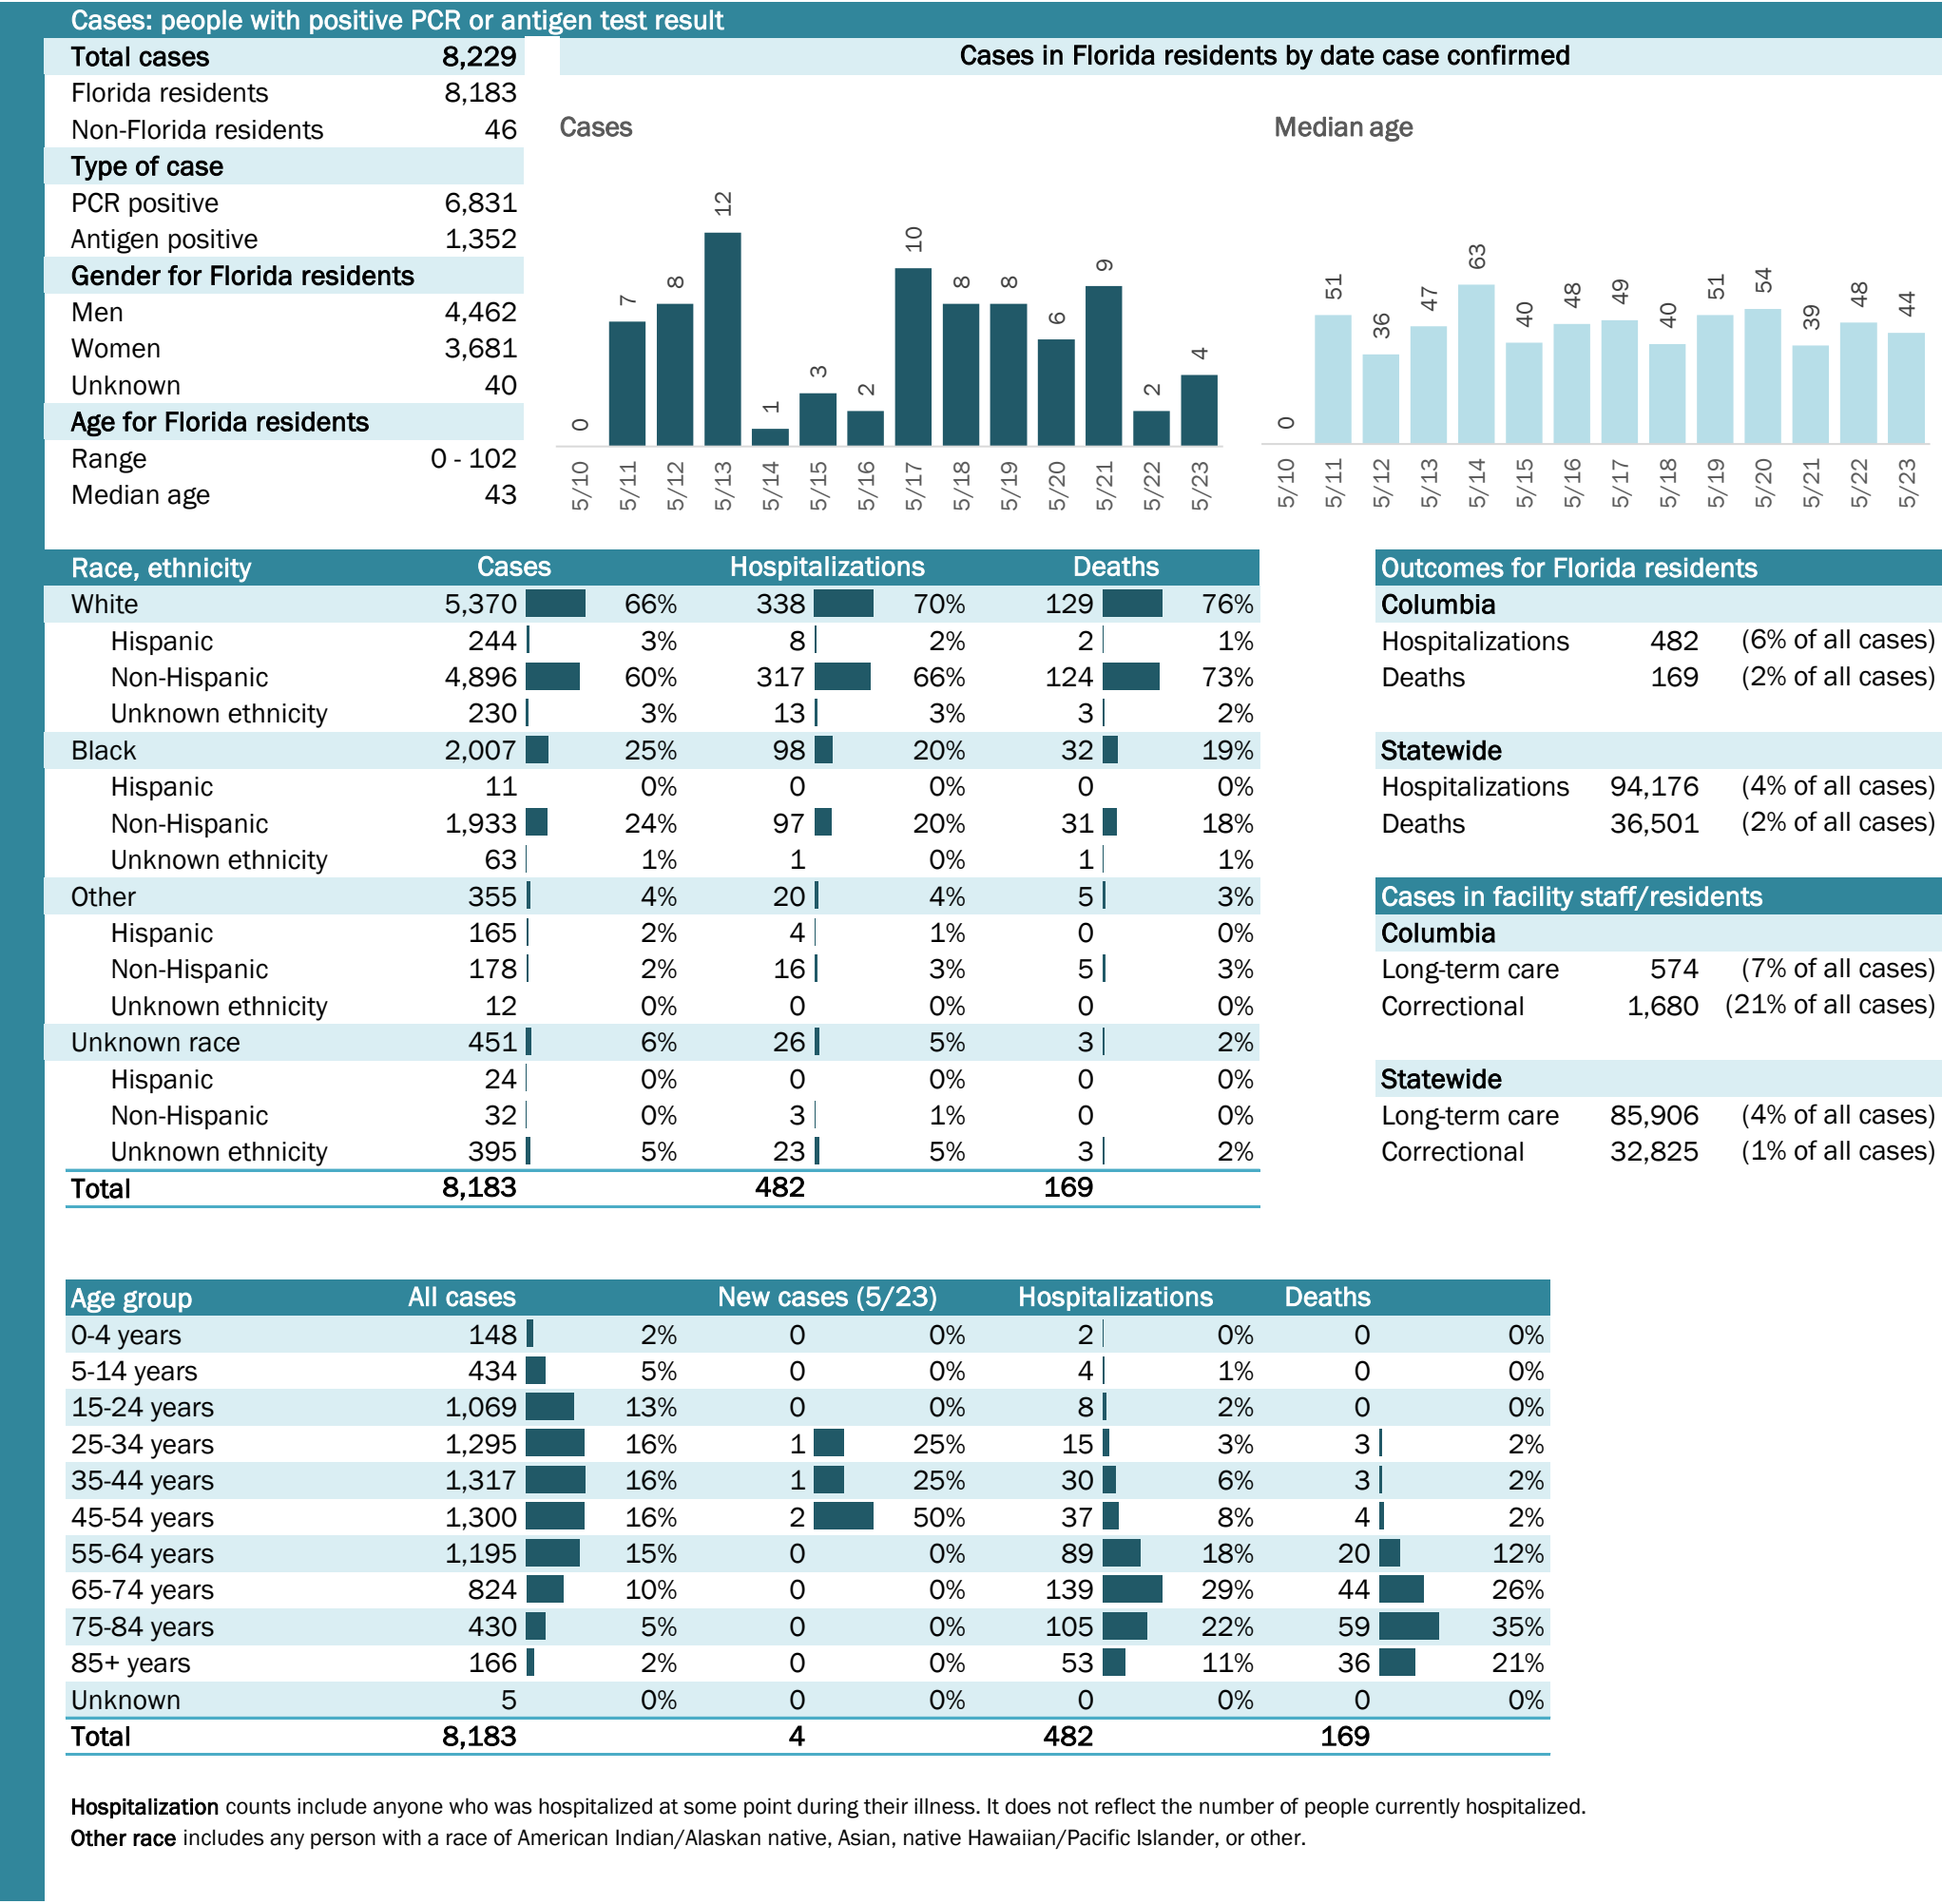 Cases: people with positive PCR or antigen test result
Total cases 8,229
Florida residents 8,183
Non-Florida residents 46
Type of case
PCR positive 6,831
Antigen positive 1,352
Gender for Florida residents
Men 4,462
Women 3,681
Unknown 40
Age for Florida residents
Range 0 - 102
Median age 43
Cases in Florida residents by date case confirmed
Cases
0 7 8 12 1 3 2 10 8 8 6 9 2 4
5/10 5/11 5/12 5/13 5/14 5/15 5/16 5/17 5/18 5/19 5/20 5/21 5/22 5/23
Median age
0 51 36 47 63 40 48 49 40 51 54 39 48 44
5/10 5/11 5/12 5/13 5/14 5/15 5/16 5/17 5/18 5/19 5/20 5/21 5/22 5/23
Race, ethnicity Cases Hospitalizations Deaths
White 5,370 66% 338 70% 129 76%
Hispanic 244 3% 8 2% 2 1%
Non-Hispanic 4,896 60% 317 66% 124 73%
Unknown ethnicity 230 3% 13 3% 3 2%
Black 2,007 25% 98 20% 32 19%
Hispanic 11 0% 0 0% 0 0%
Non-Hispanic 1,933 24% 97 20% 31 18%
Unknown ethnicity 63 1% 1 0% 1 1%
Other 355 4% 20 4% 5 3%
Hispanic 165 2% 4 1% 0 0%
Non-Hispanic 178 2% 16 3% 5 3%
Unknown ethnicity 12 0% 0 0% 0 0%
Unknown race 451 6% 26 5% 3 2%
Hispanic 24 0% 0 0% 0 0%
Non-Hispanic 32 0% 3 1% 0 0%
Unknown ethnicity 395 5% 23 5% 3 2%
Total 8,183 482 169
Outcomes for Florida residents
Columbia
Hospitalizations 482 (6% of all cases)
Deaths 169 (2% of all cases)
Statewide
Hospitalizations 94,176 (4% of all cases)
Deaths 36,501 (2% of all cases)
Cases in facility staff/residents
Columbia
Long-term care 574 (7% of all cases)
Correctional 1,680 (21% of all cases)
Statewide
Long-term care 85,906 (4% of all cases)
Correctional 32,825 (1% of all cases)
Age group All cases New cases (5/23) Hospitalizations Deaths
0-4 years 148 2% 0 0% 2 0% 0 0%
5-14 years 434 5% 0 0% 4 1% 0 0%
15-24 years 1,069 13% 0 0% 8 2% 0 0%
25-34 years 1,295 16% 1 25% 15 3% 3 2%
35-44 years 1,317 16% 1 25% 30 6% 3 2%
45-54 years 1,300 16% 2 50% 37 8% 4 2%
55-64 years 1,195 15% 0 0% 89 18% 20 12%
65-74 years 824 10% 0 0% 139 29% 44 26%
75-84 years 430 5% 0 0% 105 22% 59 35%
85+ years 166 2% 0 0% 53 11% 36 21%
Unknown 5 0% 0 0% 0 0% 0 0%
Total 8,183 4 482 169
Hospitalization counts include anyone who was hospitalized at some point during their illness. It does not reflect the number of people currently hospitalized.
Other race includes any person with a race of American Indian/Alaskan native, Asian, native Hawaiian/Pacific Islander, or other.